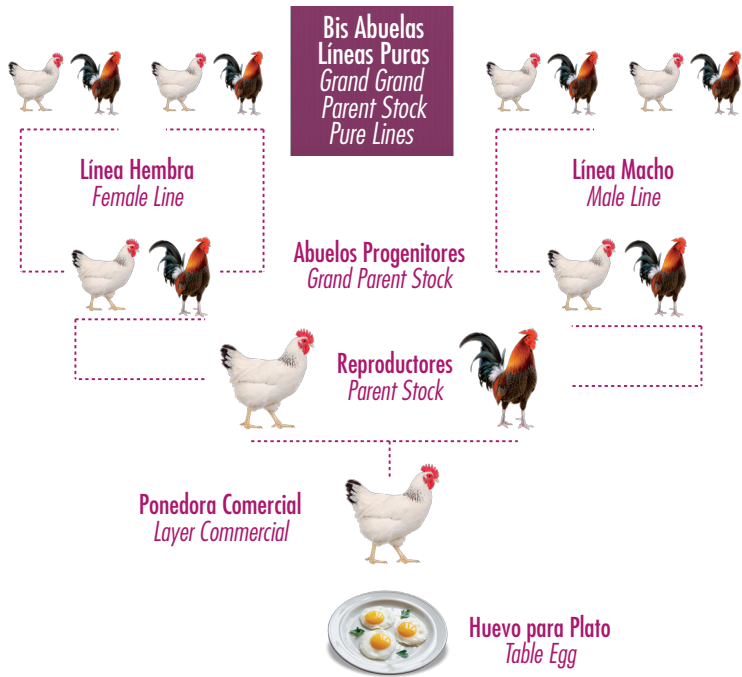 Bis Abuelas
Líneas Puras
Grand Grand
Parent Stock
Pure Lines
Línea Hembra
Female Line
Línea Macho
Male Line
Abuelos Progenitores
Grand Parent Stock
Reproductores
Parent Stock
Ponedora Comercial
Layer Commercial
Huevo para Plato
Table Egg